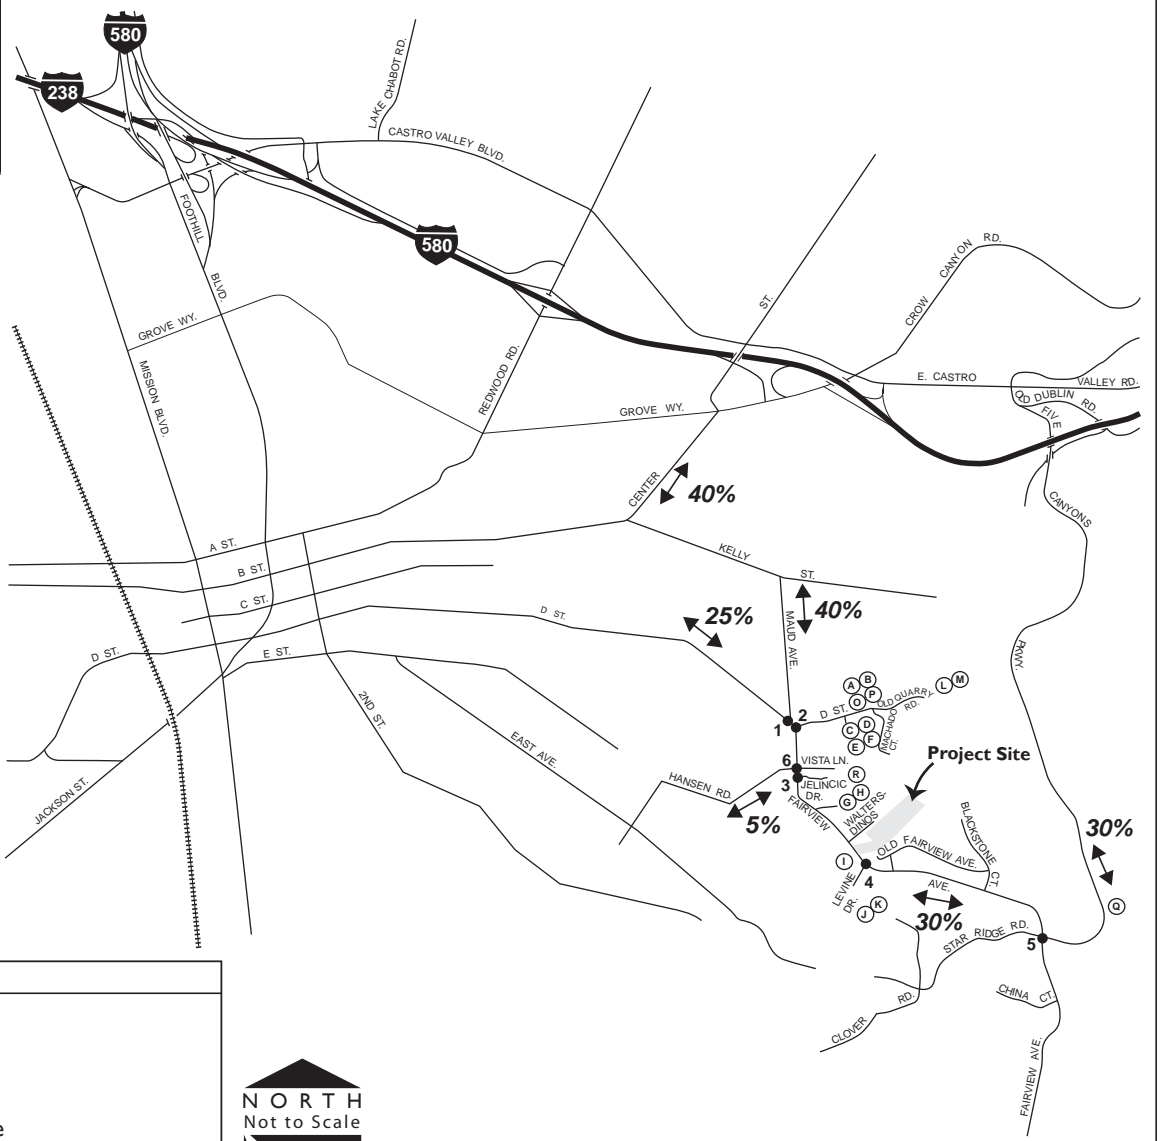 580
238
LAKE CHABOT RD.
CASTRO VALLEY BLVD.
FOOTHILL
BLVD.
580
CROW CANYON RD.
ST.
GROVE WY.
MISSION BLVD.
REDWOOD RD.
GROVE WY.
E. CASTRO
VALLEY RD.
OLD DUBLIN RD.
FIVE
CANYONS
CENTER
40%
A ST.
B ST.
C ST.
D ST.
E ST.
KELLY
ST.
D ST.
25%
MAUD AVE.
40%
PKWY.
2ND ST.
EAST AVE.
JACKSON ST.
A
B
O
P
L
M
OLD QUARRY
RD.
1
2
D ST.
C
D
E
F
MACHADO
CT.
6
VISTA LN.
3
JELINCIC
DR.
R
H
G
HANSEN RD.
5%
FAIRVIEW
WALTERS-
DINOS
Project Site
BLACKSTONE
CT.
OLD FAIRVIEW AVE.
30%
I
4
LEVINE
DR.
K
J
AVE.
30%
Q
STAR RIDGE RD.
5
CLOVER
RD.
CHINA CT.
FAIRVIEW AVE.
NORTH
Not to Scale
e